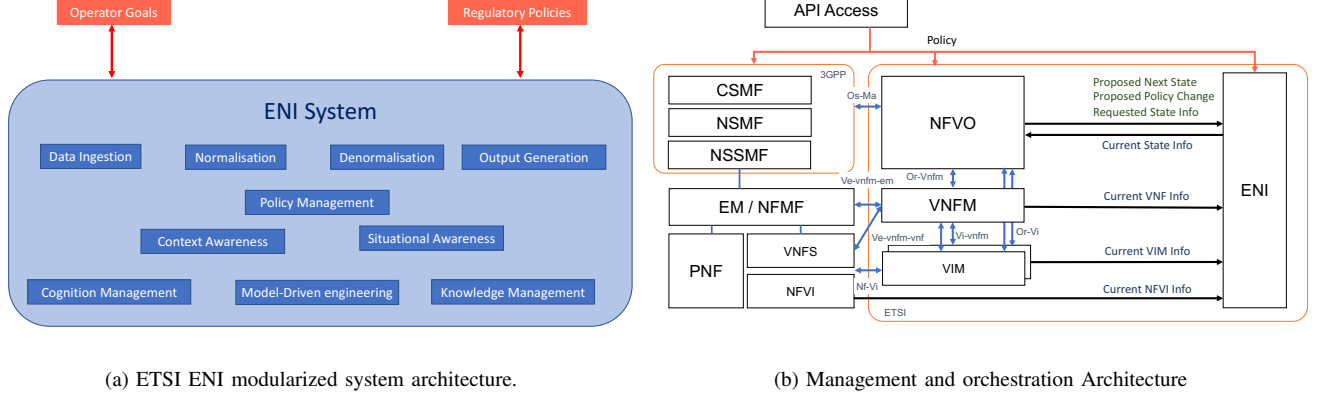 Operator Goals
Regulatory Policies
ENI System
Data Ingestion
Normalisation
Denormalisation
Output Generation
Policy Management
Context Awareness
Situational Awareness
Cognition Management
Model-Driven engineering
Knowledge Management
(a) ETSI ENI modularized system architecture.
API Access
Policy
3GPP
CSMF
NSMF
NSSMF
Os-Ma
NFVO
Proposed Next State
Proposed Policy Change
Requested State Info
Current State Info
ENI
Ve-vnfm-em
Or-Vnfm
EM / NFMF
VNFM
Current VNF Info
PNF
VNFS
Ve-vnfm-vnf
Vi-vnfm
Or-Vi
VIM
Current VIM Info
NFVI
Nf-Vi
Current NFVI Info
ETSI
(b) Management and orchestration Architecture